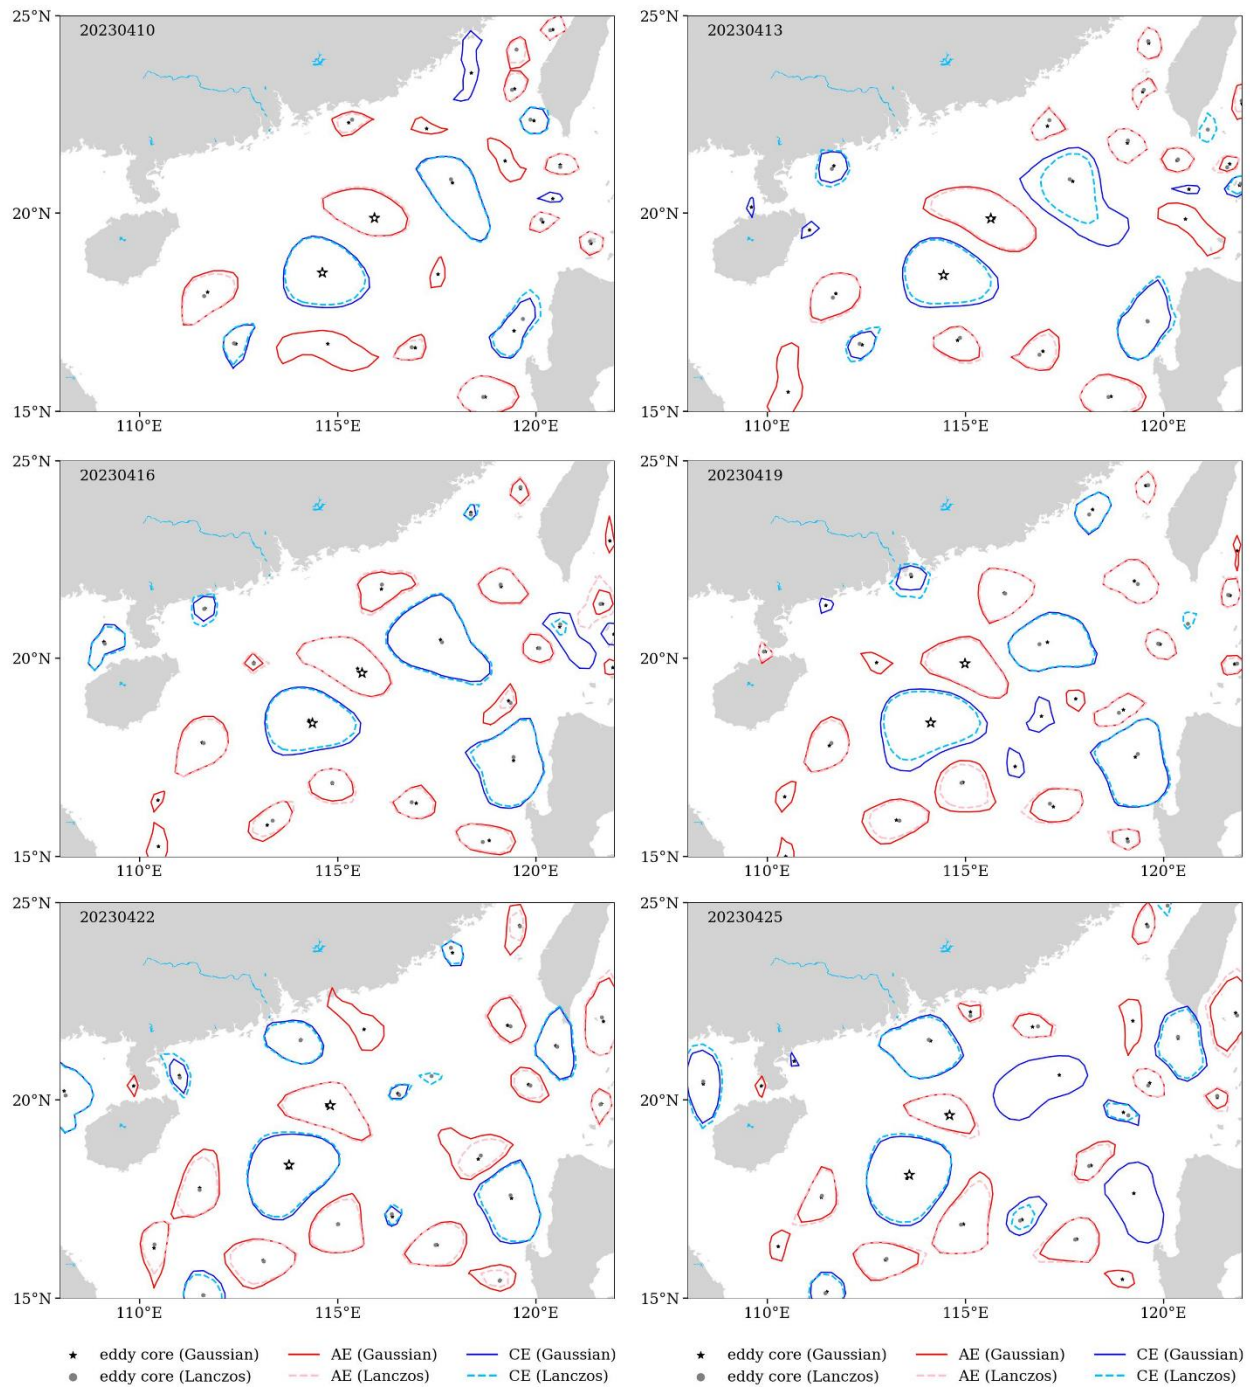 25°N
20230410
20°N
15°N
110°E 115°E 120°E
25°N
20230413
20°N
15°N
110°E 115°E 120°E
25°N
20230416
20°N
15°N
110°E 115°E 120°E
25°N
20230419
20°N
15°N
110°E 115°E 120°E
25°N
20230422
20°N
15°N
110°E 115°E 120°E
25°N
20230425
20°N
15°N
110°E 115°E 120°E
eddy core (Gaussian) AE (Gaussian) CE (Gaussian) eddy core (Gaussian) AE (Gaussian) CE (Gaussian)
eddy core (Lanczos) AE (Lanczos) CE (Lanczos) eddy core (Lanczos) AE (Lanczos) CE (Lanczos)